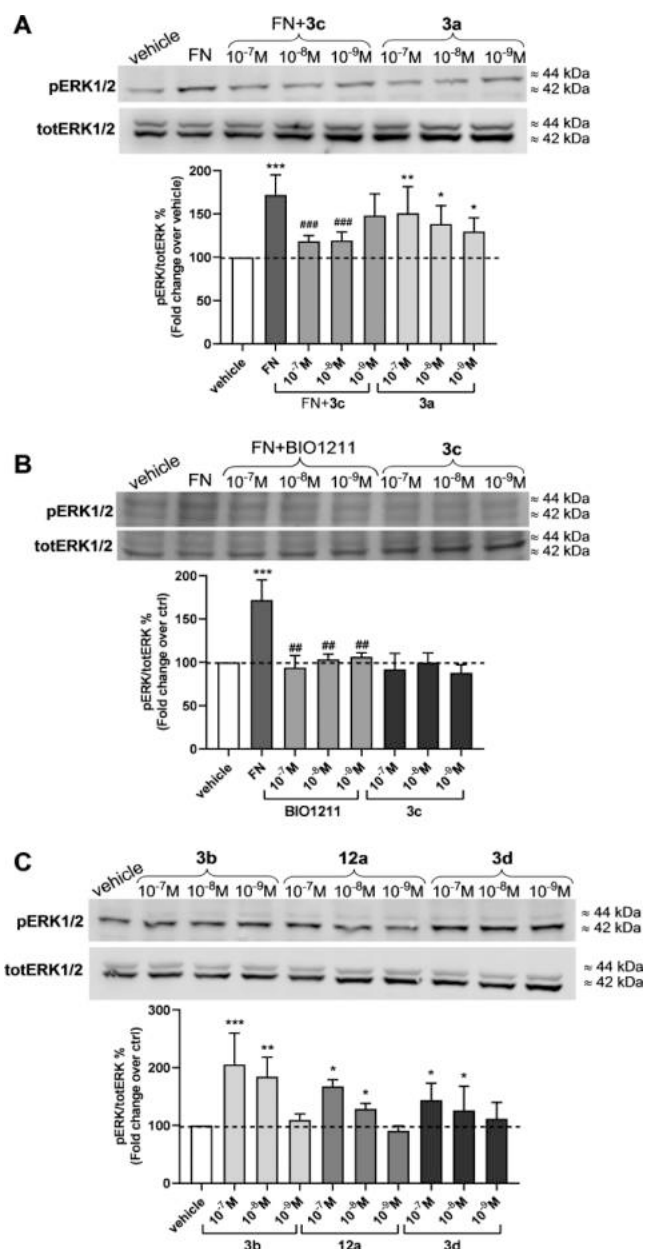 A
FN+3c 3a
vehicle FN 10⁻⁷M 10⁻⁸M 10⁻⁹M 10⁻⁷M 10⁻⁸M 10⁻⁹M
pERK1/2 ≈ 44 kDa
≈ 42 kDa
totERK1/2 ≈ 44 kDa
≈ 42 kDa
pERK/totERK %
(Fold change over vehicle)
200
150
100
50
0
*** ### ### ** * *
vehicle FN 10⁻⁷M 10⁻⁸M 10⁻⁹M 10⁻⁷M 10⁻⁸M 10⁻⁹M
FN+3c 3a
B
FN+BIO1211 3c
vehicle FN 10⁻⁷M 10⁻⁸M 10⁻⁹M 10⁻⁷M 10⁻⁸M 10⁻⁹M
pERK1/2 ≈ 44 kDa
≈ 42 kDa
totERK1/2 ≈ 44 kDa
≈ 42 kDa
pERK/totERK %
(Fold change over ctrl)
200
150
100
50
0
*** ## ## ##
vehicle FN 10⁻⁷M 10⁻⁸M 10⁻⁹M 10⁻⁷M 10⁻⁸M 10⁻⁹M
BIO1211 3c
C
3b 12a 3d
vehicle 10⁻⁷M 10⁻⁸M 10⁻⁹M 10⁻⁷M 10⁻⁸M 10⁻⁹M 10⁻⁷M 10⁻⁸M 10⁻⁹M
pERK1/2 ≈ 44 kDa
≈ 42 kDa
totERK1/2 ≈ 44 kDa
≈ 42 kDa
pERK/totERK %
(Fold change over ctrl)
300
200
100
0
*** ** * * * *
vehicle 10⁻⁷M 10⁻⁸M 10⁻⁹M 10⁻⁷M 10⁻⁸M 10⁻⁹M 10⁻⁷M 10⁻⁸M 10⁻⁹M
3b 12a 3d